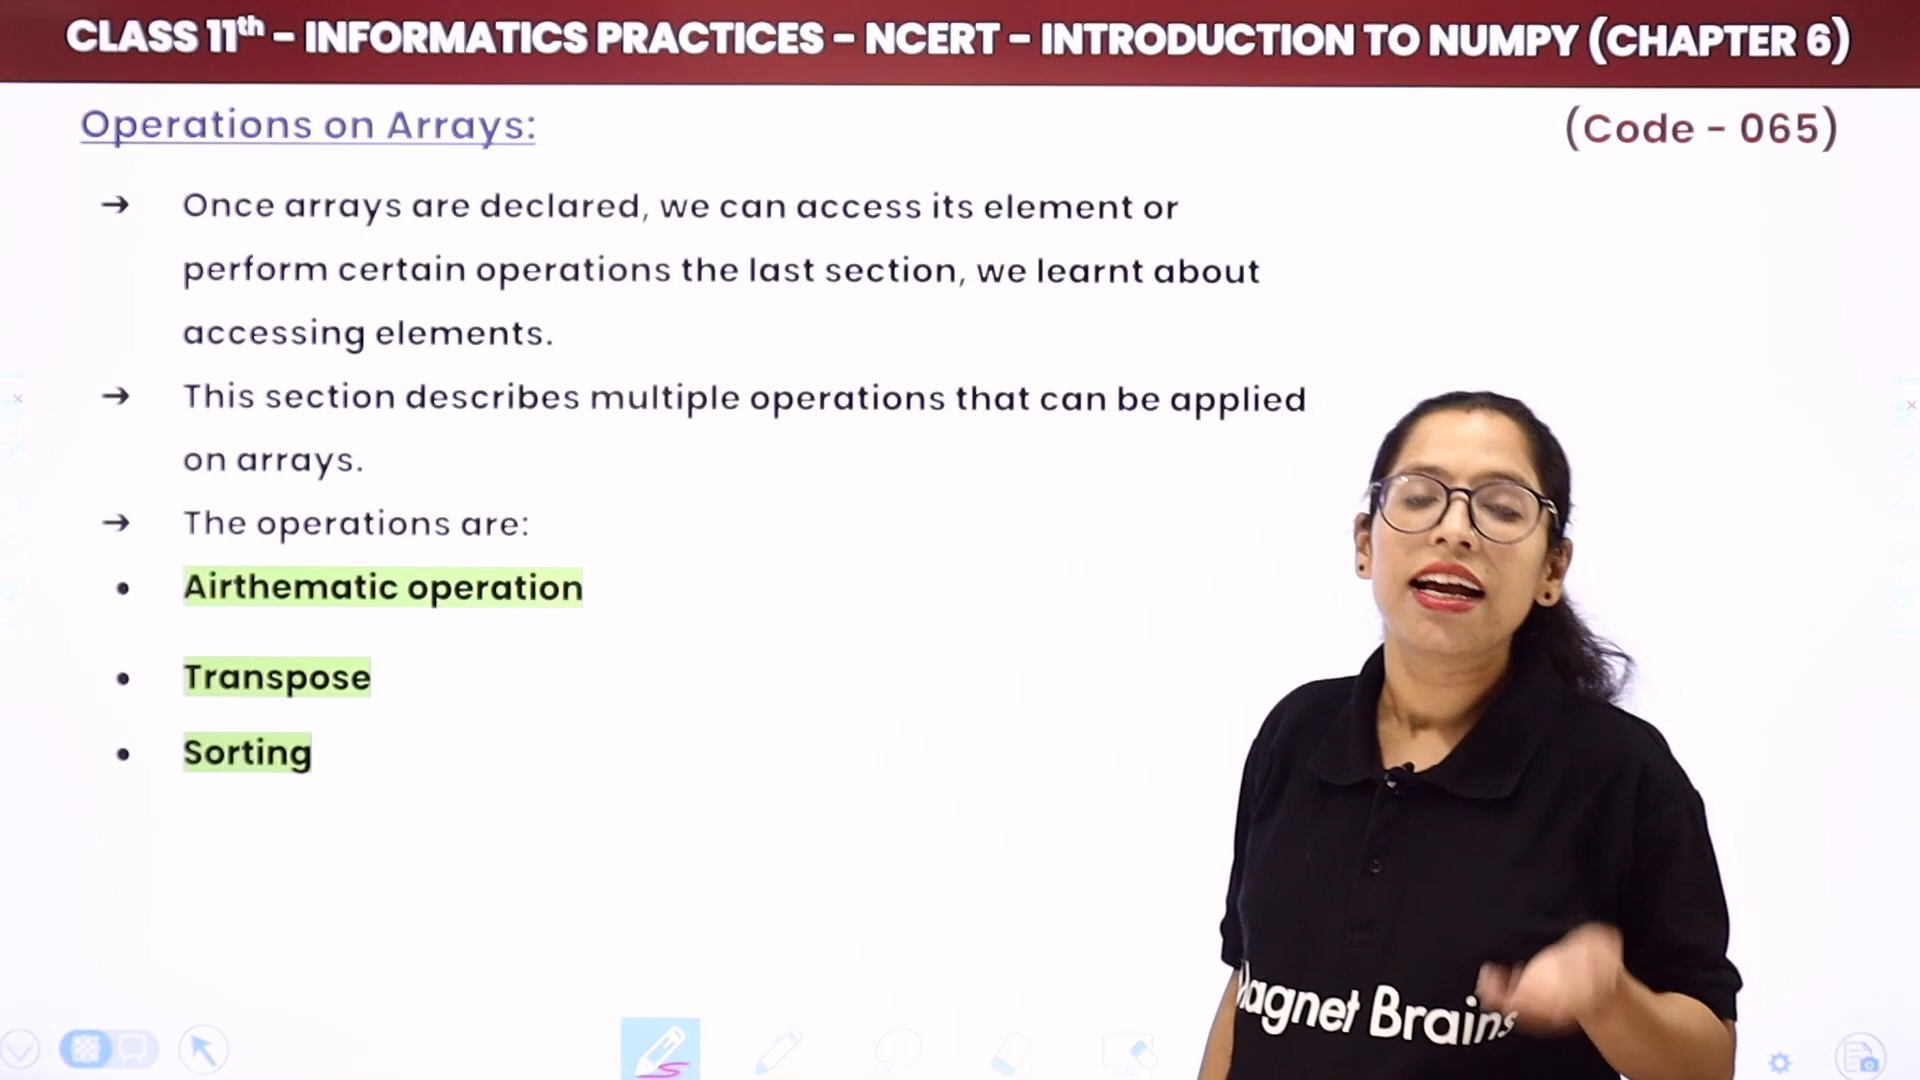 CLASS 11th – INFORMATICS PRACTICES – NCERT – INTRODUCTION TO NUMPY (CHAPTER 6)
Operations on Arrays:
(Code - 065)
→ Once arrays are declared, we can access its element or
perform certain operations the last section, we learnt about
accessing elements.
→ This section describes multiple operations that can be applied
on arrays.
→ The operations are:
• Airthematic operation
• Transpose
• Sorting
Magnet Brains